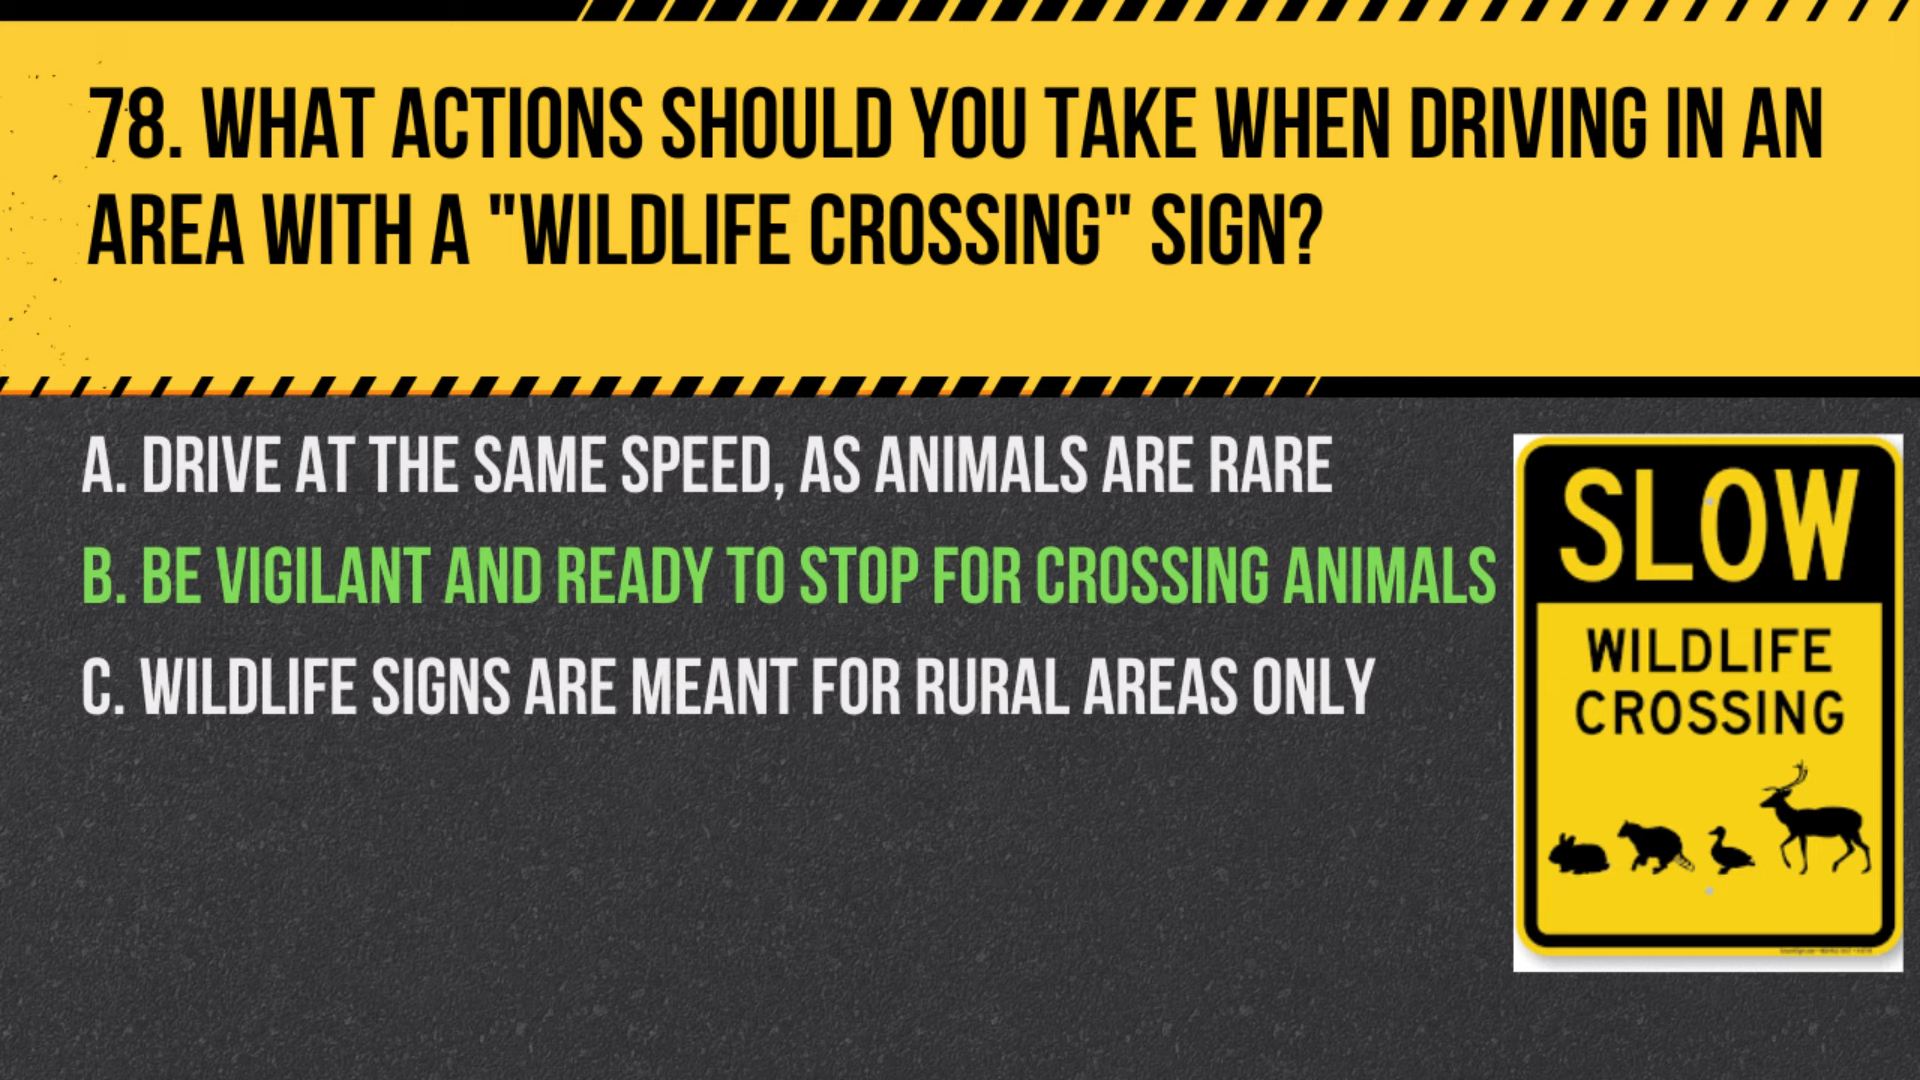 78. WHAT ACTIONS SHOULD YOU TAKE WHEN DRIVING IN AN
AREA WITH A "WILDLIFE CROSSING" SIGN?
A. DRIVE AT THE SAME SPEED, AS ANIMALS ARE RARE
B. BE VIGILANT AND READY TO STOP FOR CROSSING ANIMALS
C. WILDLIFE SIGNS ARE MEANT FOR RURAL AREAS ONLY
SLOW
WILDLIFE
CROSSING